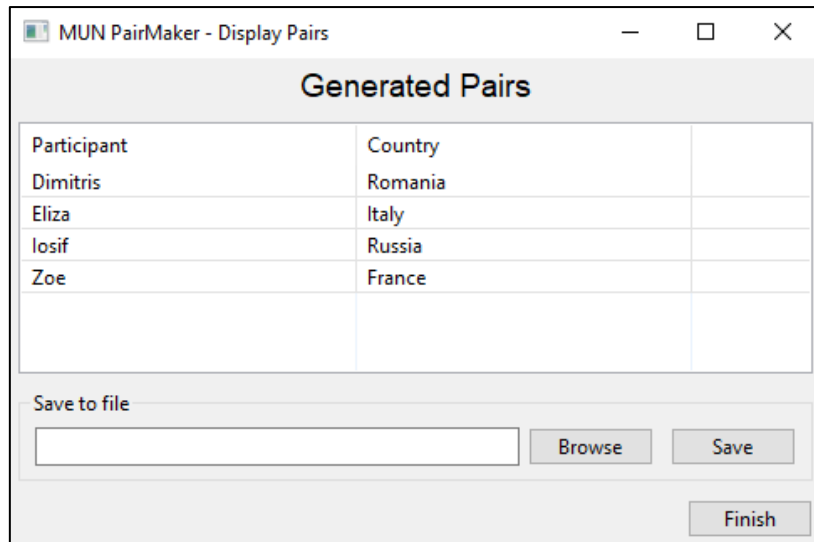 MUN PairMaker - Display Pairs
Generated Pairs
Participant Country
Dimitris Romania
Eliza Italy
Iosif Russia
Zoe France
Save to file
Browse Save
Finish